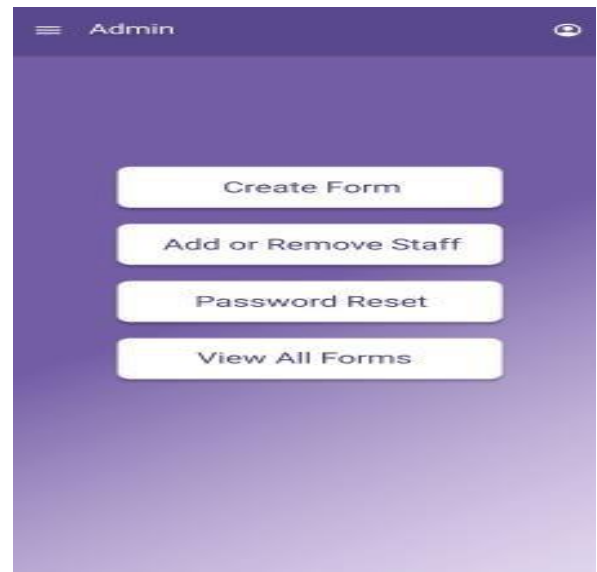 Admin
Create Form
Add or Remove Staff
Password Reset
View All Forms